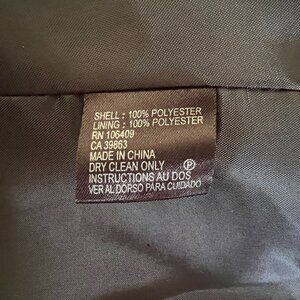 SHELL : 100% POLYESTER
LINING : 100% POLYESTER
RN 106409
CA 39863
MADE IN CHINA
DRY CLEAN ONLY Ⓟ
INSTRUCTIONS AU DOS
VER AL DORSO PARA CUIDADO